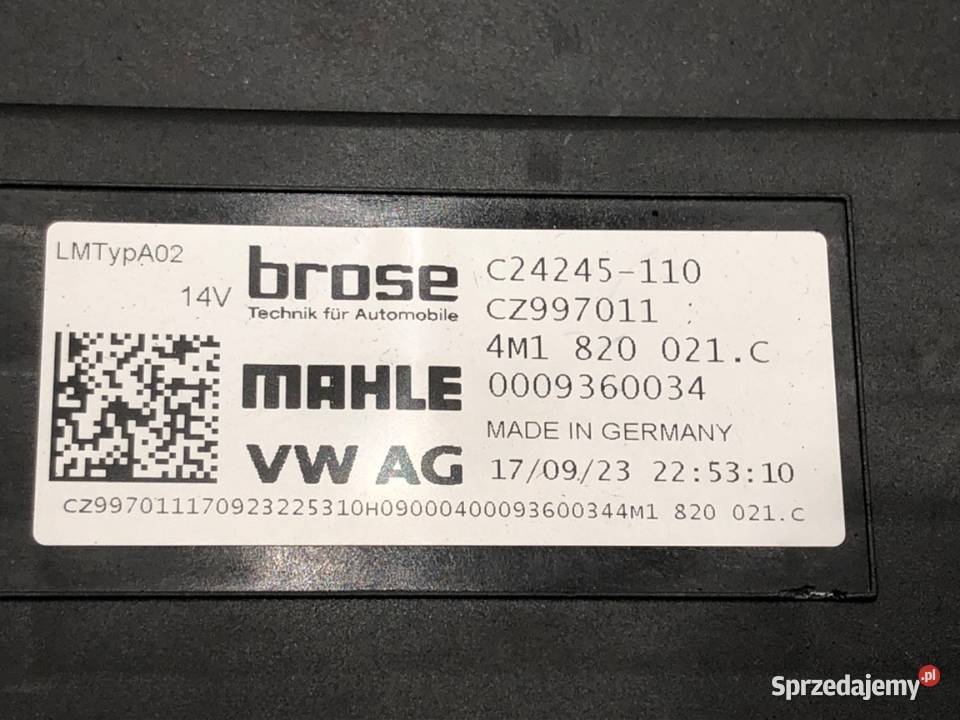 LMTypA02
14V
brose
Technik für Automobile
MAHLE
VW AG
C24245-110
CZ997011
4M1 820 021.C
0009360034
MADE IN GERMANY
17/09/23 22:53:10
CZ997011170923225310H09000400093600344M1 820 021.C
Sprzedajemy.pl